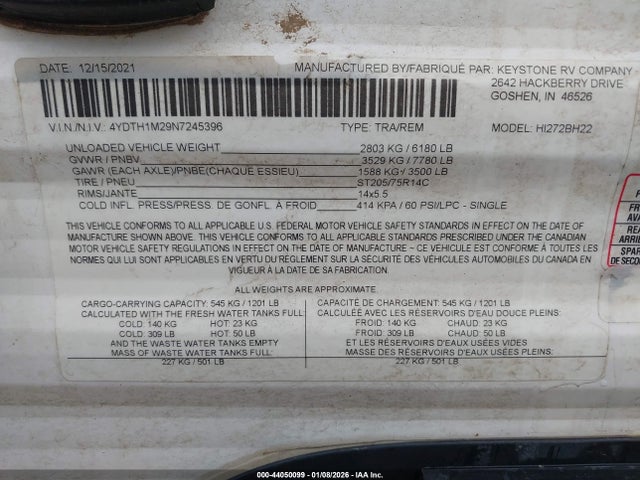 DATE: 12/15/2021 MANUFACTURED BY/FABRIQUÉ PAR: KEYSTONE RV COMPANY
2642 HACKBERRY DRIVE
GOSHEN, IN 46526
V.I.N./N.I.V.: 4YDTH1M29N7245396 TYPE: TRA/REM MODEL: HI272BH22
UNLOADED VEHICLE WEIGHT 2803 KG / 6180 LB
GVWR / PNBV 3529 KG / 7780 LB
GAWR (EACH AXLE)/PNBE(CHAQUE ESSIEU) 1588 KG / 3500 LB
TIRE / PNEU ST205/75R14C
RIMS/JANTE 14x5.5
COLD INFL. PRESS/PRESS. DE GONFL. À FROID 414 KPA / 60 PSI/LPC - SINGLE
THIS VEHICLE CONFORMS TO ALL APPLICABLE U.S. FEDERAL MOTOR VEHICLE SAFETY STANDARDS IN EFFECT ON THE DATE OF
MANUFACTURE SHOWN ABOVE. THIS VEHICLE CONFORMS TO ALL APPLICABLE STANDARDS PRESCRIBED UNDER THE CANADIAN
MOTOR VEHICLE SAFETY REGULATIONS IN EFFECT ON THE DATE OF MANUFACTURE – CE VÉHICULE EST CONFORME À TOUTES LES
NORMES QUI LUI SONT APPLICABLES EN VERTU DU RÈGLEMENT SUR LA SÉCURITÉ DES VÉHICULES AUTOMOBILES DU CANADA EN
VIGUEUR À LA DATE DE SA FABRICATION.
ALL WEIGHTS ARE APPROXIMATE.
CARGO-CARRYING CAPACITY: 545 KG / 1201 LB
CALCULATED WITH THE FRESH WATER TANKS FULL:
COLD: 140 KG HOT: 23 KG
COLD: 309 LB HOT: 50 LB
AND THE WASTE WATER TANKS EMPTY
MASS OF WASTE WATER TANKS FULL:
227 KG / 501 LB
CAPACITÉ DE CHARGEMENT: 545 KG / 1201 LB
CALCULÉE AVEC LES RÉSERVOIRS D'EAU DOUCE PLEINS:
FROID: 140 KG CHAUD: 23 KG
FROID: 309 LB CHAUD: 50 LB
ET LES RÉSERVOIRS D'EAUX USÉES VIDES
MASSE DES RÉSERVOIRS D'EAUX USÉES PLEINS:
227 KG / 501 LB
REA
ARRIÈ
SPAR
DE SECOU
000-44050099 01/08/2026 - IAA, Inc.